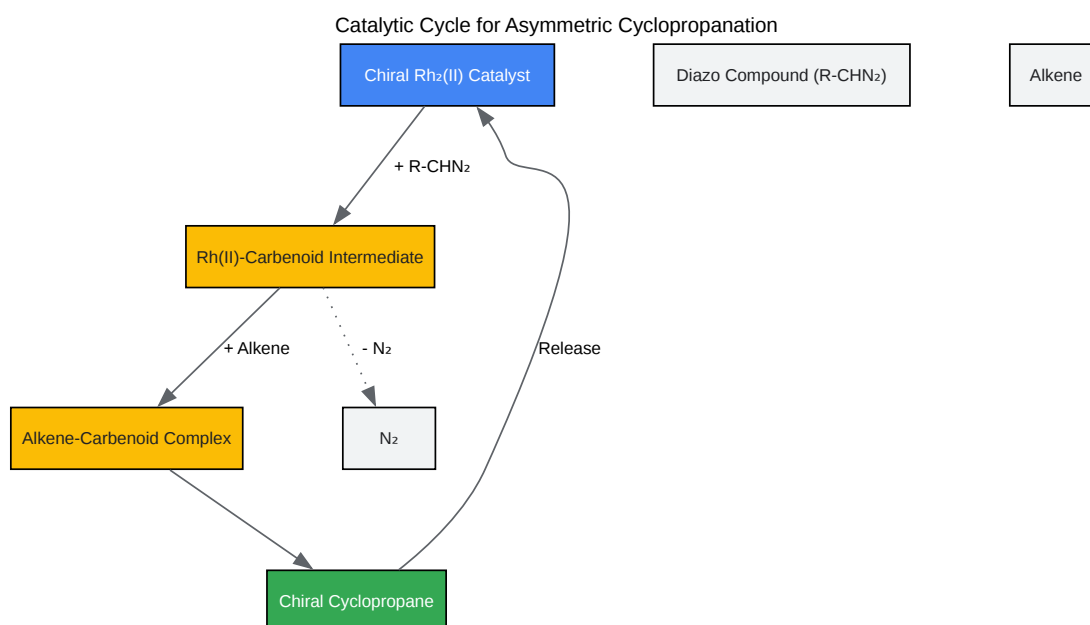 Catalytic Cycle for Asymmetric Cyclopropanation
Chiral Rh₂(II) Catalyst
Diazo Compound (R-CHN₂)
Alkene
+ R-CHN₂
Rh(II)-Carbenoid Intermediate
+ Alkene
- N₂
Release
Alkene-Carbenoid Complex
N₂
Chiral Cyclopropane